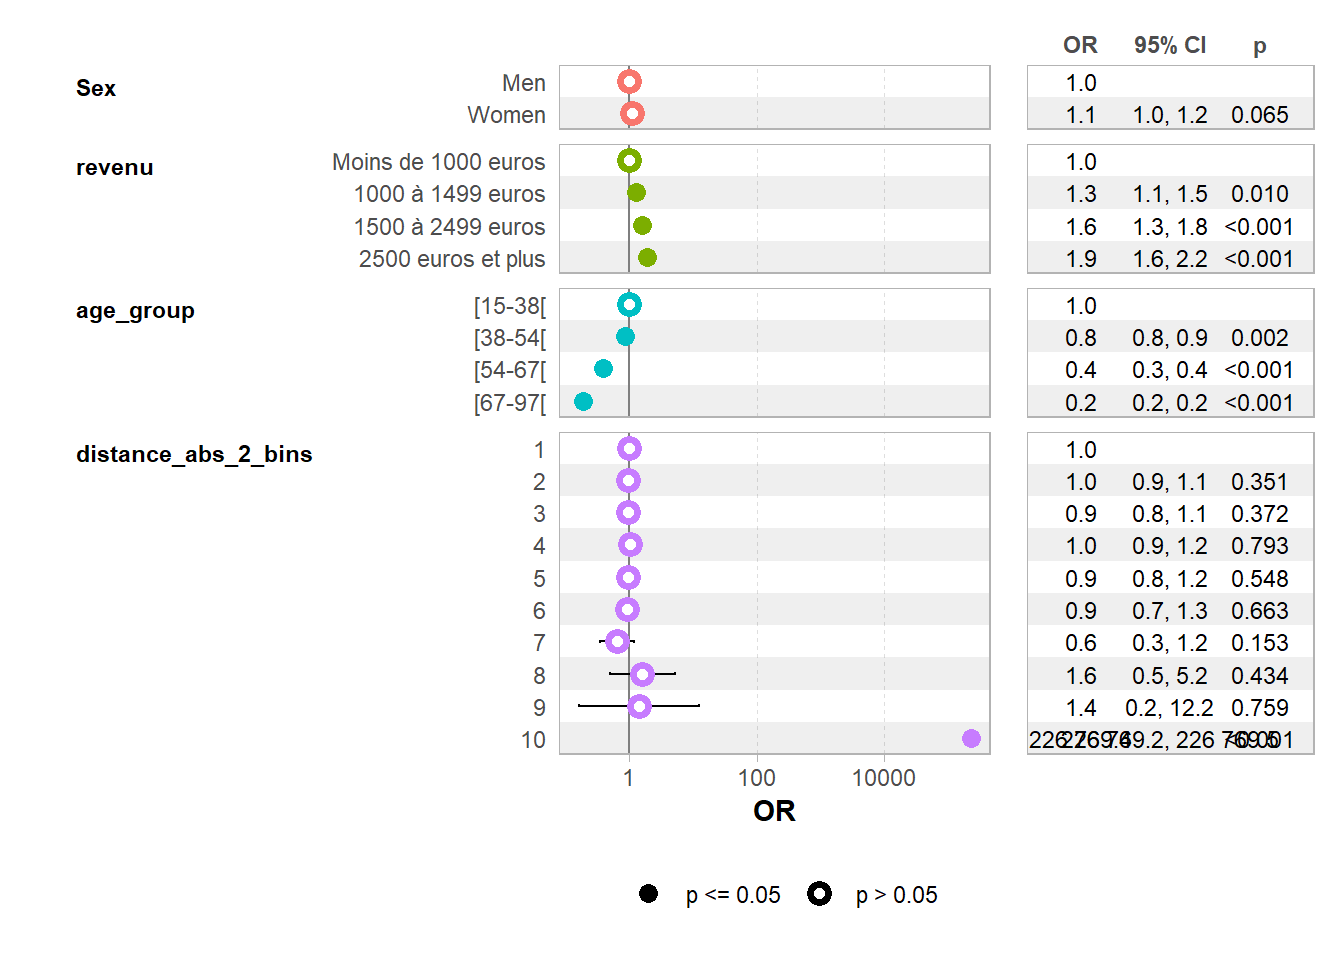 OR 95% CI p
Sex
Men 1.0
Women 1.1 1.0, 1.2 0.065
revenu
Moins de 1000 euros 1.0
1000 à 1499 euros 1.3 1.1, 1.5 0.010
1500 à 2499 euros 1.6 1.3, 1.8 <0.001
2500 euros et plus 1.9 1.6, 2.2 <0.001
age_group
[15-38[ 1.0
[38-54[ 0.8 0.8, 0.9 0.002
[54-67[ 0.4 0.3, 0.4 <0.001
[67-97[ 0.2 0.2, 0.2 <0.001
distance_abs_2_bins
1 1.0
2 1.0 0.9, 1.1 0.351
3 0.9 0.8, 1.1 0.372
4 1.0 0.9, 1.2 0.793
5 0.9 0.8, 1.2 0.548
6 0.9 0.7, 1.3 0.663
7 0.6 0.3, 1.2 0.153
8 1.6 0.5, 5.2 0.434
9 1.4 0.2, 12.2 0.759
10
1 100 10000
OR
p <= 0.05 p > 0.05